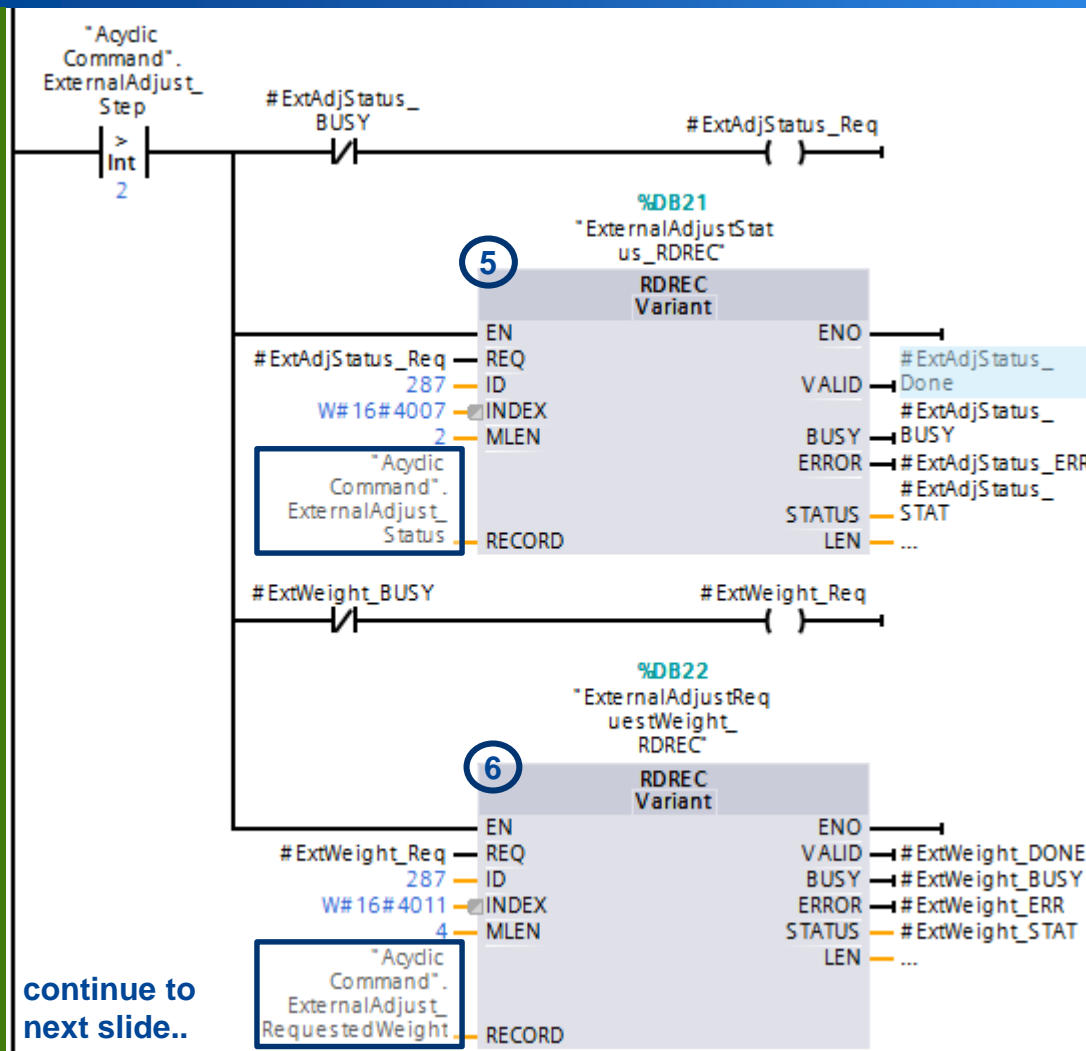 "Acyclic
Command".
ExternalAdjust_
Step
>
Int
2
#ExtAdjStatus_
BUSY
#ExtAdjStatus_Req
%DB21
"ExternalAdjustStat
us_RDREC"
5
RDREC
Variant
EN
ENO
#ExtAdjStatus_Req
REQ
287
ID
VALID
#ExtAdjStatus_
Done
W#16#4007
INDEX
2
MLEN
BUSY
#ExtAdjStatus_
BUSY
ERROR
#ExtAdjStatus_ERR
"Acyclic
Command".
ExternalAdjust_
Status
RECORD
STATUS
#ExtAdjStatus_
STAT
LEN
...
#ExtWeight_BUSY
#ExtWeight_Req
%DB22
"ExternalAdjustReq
uestWeight_
RDREC"
6
RDREC
Variant
EN
ENO
#ExtWeight_Req
REQ
VALID
#ExtWeight_DONE
287
ID
BUSY
#ExtWeight_BUSY
W#16#4011
INDEX
ERROR
#ExtWeight_ERR
4
MLEN
STATUS
#ExtWeight_STAT
LEN
...
"Acyclic
Command".
ExternalAdjust_
RequestedWeight
RECORD
continue to
next slide..